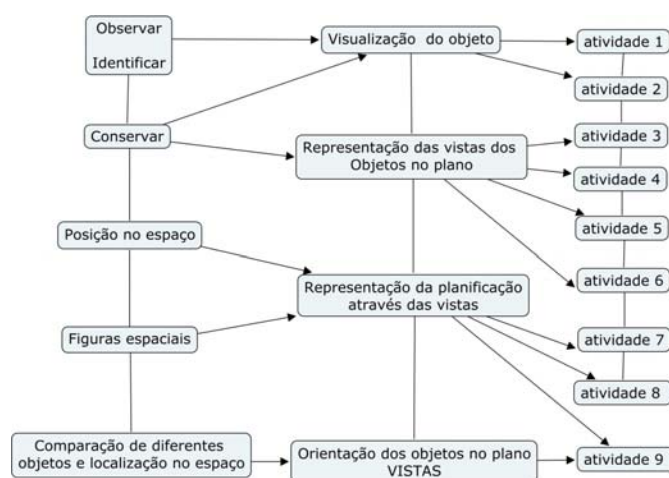 Observar
Identificar
Visualização do objeto
atividade 1
atividade 2
Conservar
Representação das vistas dos
Objetos no plano
atividade 3
atividade 4
atividade 5
Posição no espaço
Representação da planificação
através das vistas
atividade 6
Figuras espaciais
atividade 7
atividade 8
Comparação de diferentes
objetos e localização no espaço
Orientação dos objetos no plano
VISTAS
atividade 9